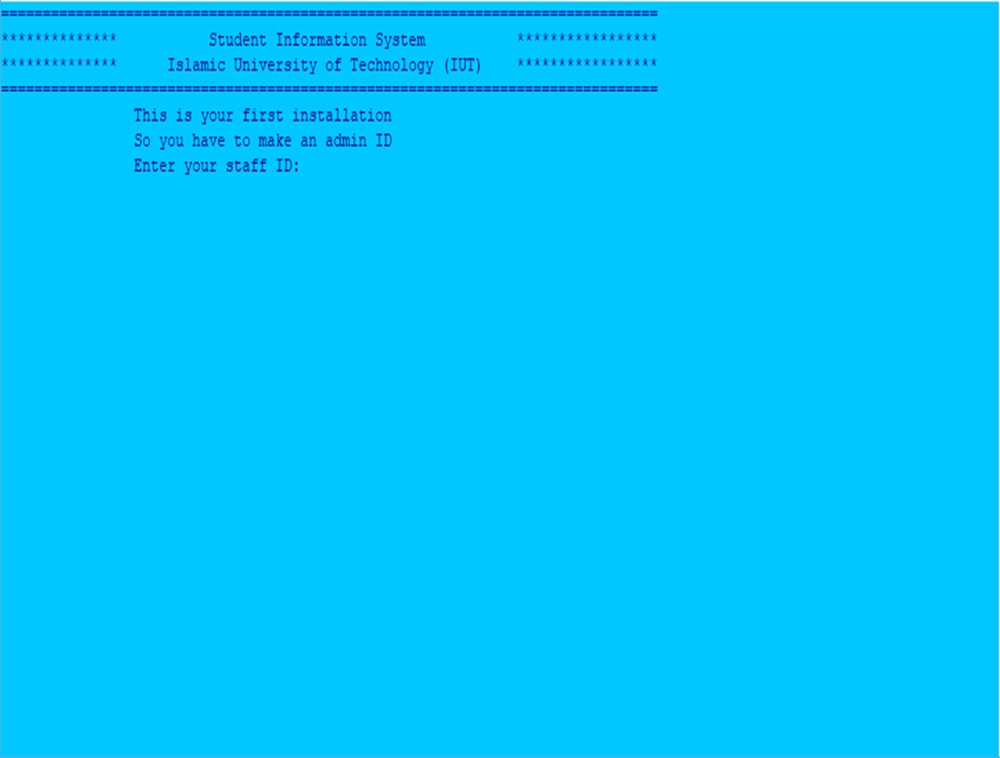 ===============================================================================
************** Student Information System *****************
************** Islamic University of Technology (IUT) *****************
===============================================================================
This is your first installation
So you have to make an admin ID
Enter your staff ID: